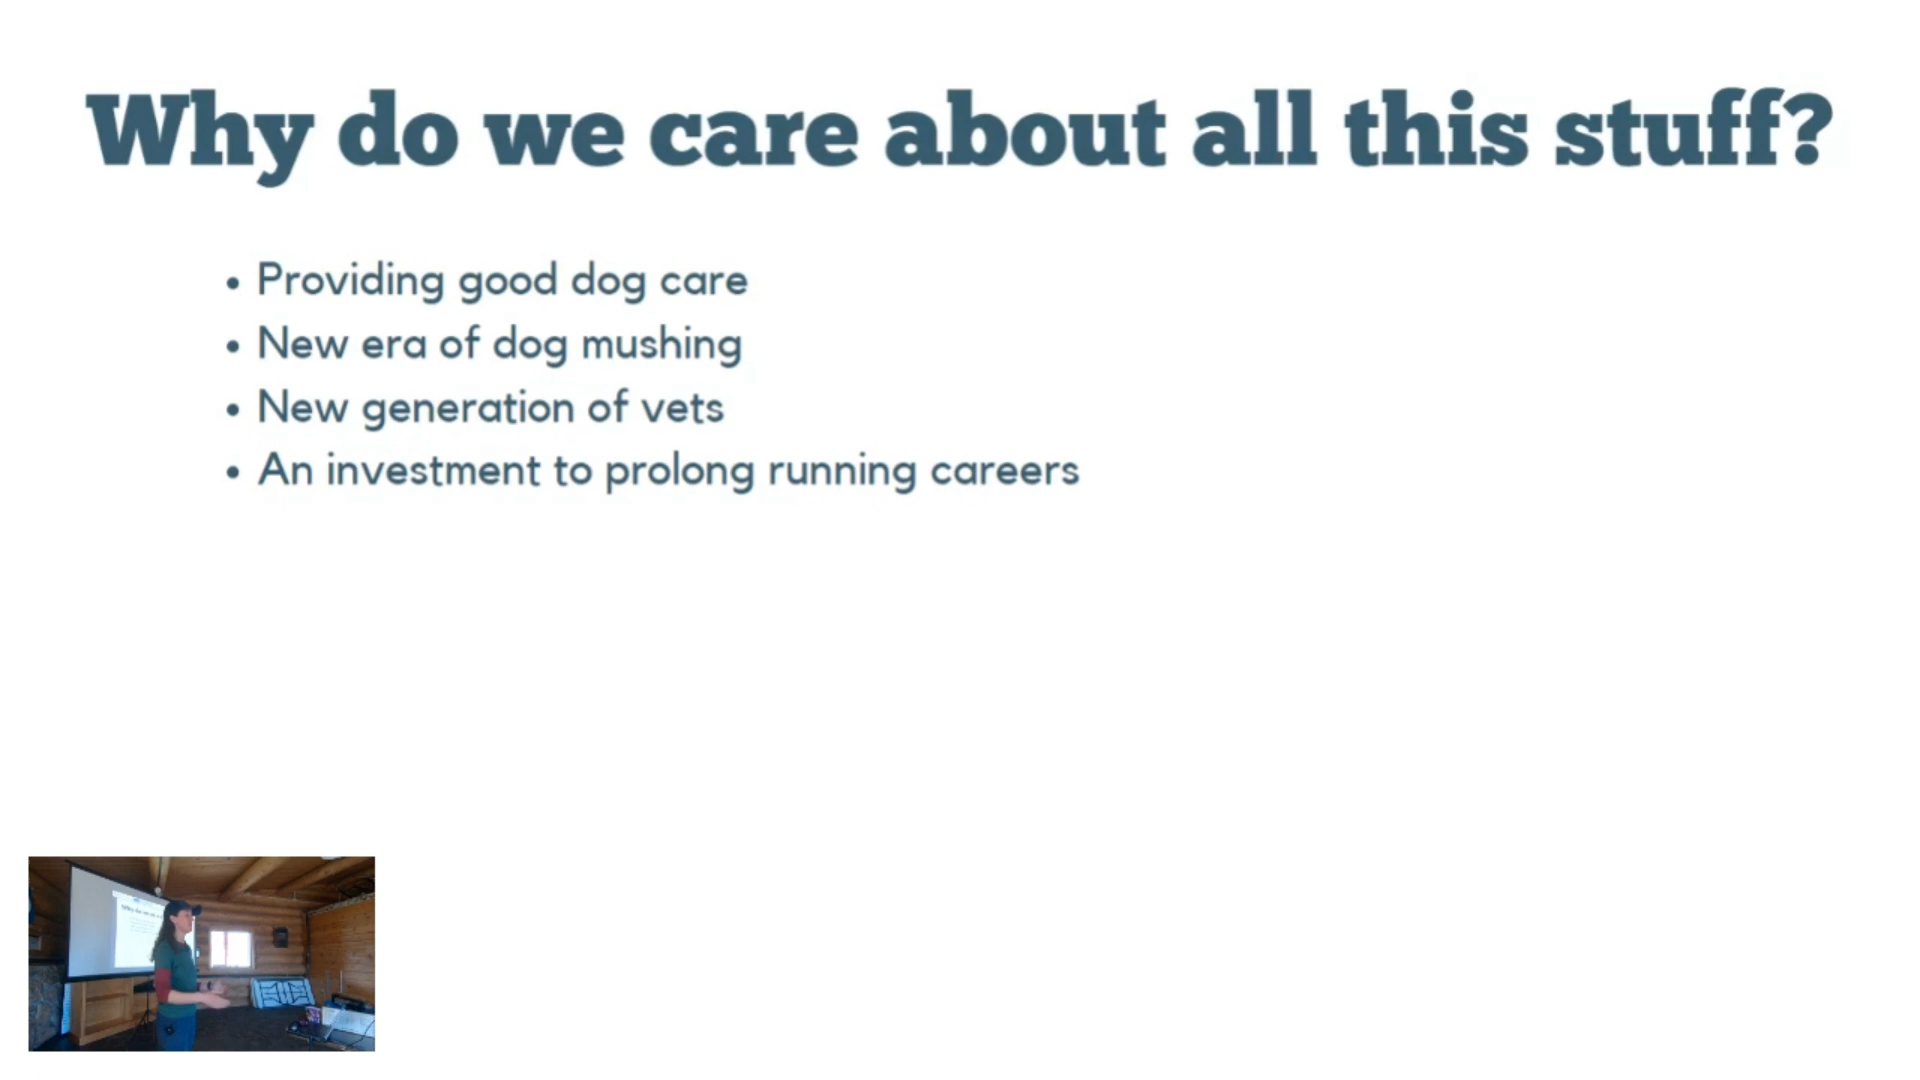 Why do we care about all this stuff?
• Providing good dog care
• New era of dog mushing
• New generation of vets
• An investment to prolong running careers